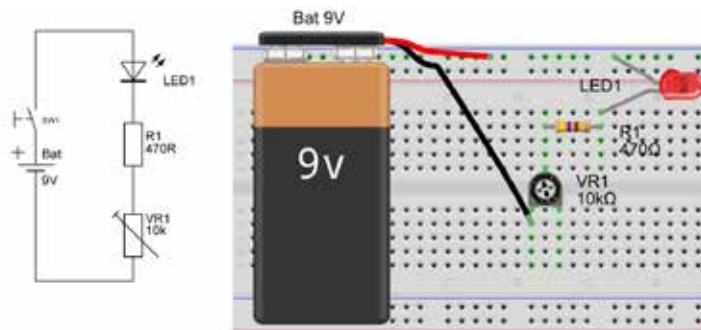 LED1
SW1
R1
470R
+
Bat
9V
VR1
10k
Bat 9V
9v
LED1
R1
470Ω
VR1
10kΩ